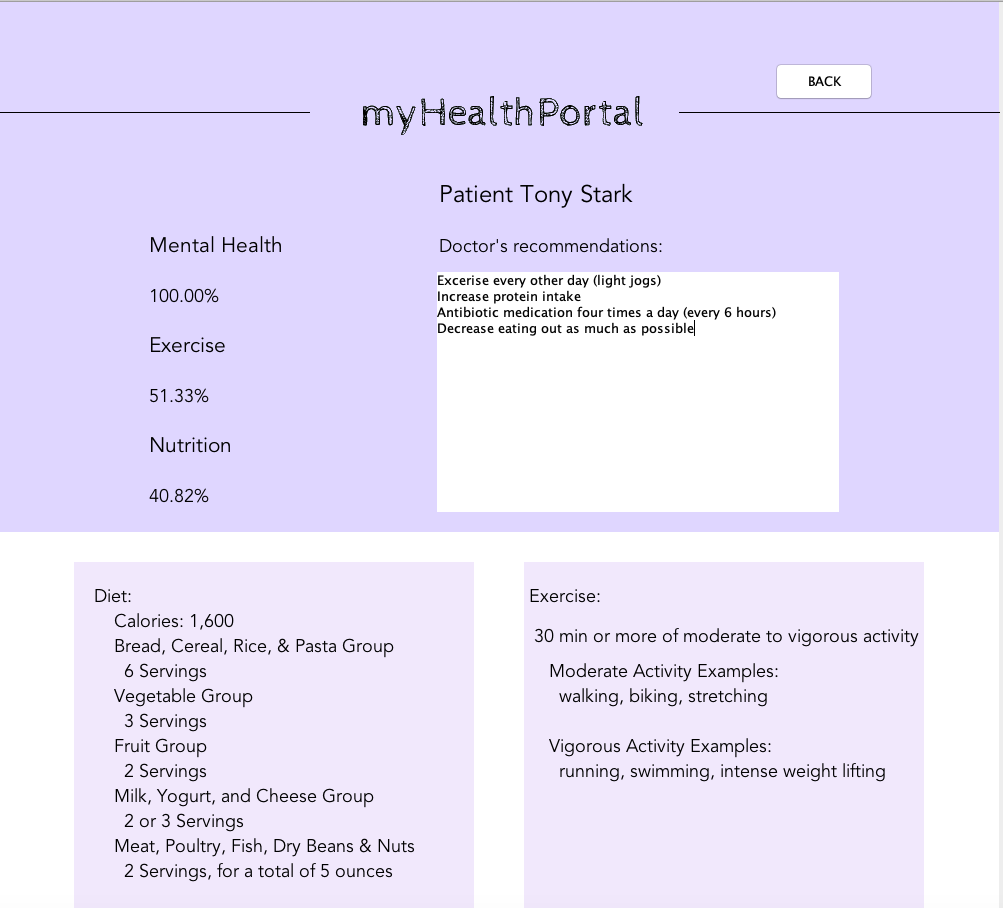 BACK
myHealthPortal
Patient Tony Stark
Mental Health
100.00%
Exercise
51.33%
Nutrition
40.82%
Doctor's recommendations:
Excerise every other day (light jogs)
Increase protein intake
Antibiotic medication four times a day (every 6 hours)
Decrease eating out as much as possible
Diet:
Calories: 1,600
Bread, Cereal, Rice, & Pasta Group
6 Servings
Vegetable Group
3 Servings
Fruit Group
2 Servings
Milk, Yogurt, and Cheese Group
2 or 3 Servings
Meat, Poultry, Fish, Dry Beans & Nuts
2 Servings, for a total of 5 ounces
Exercise:
30 min or more of moderate to vigorous activity
Moderate Activity Examples:
walking, biking, stretching
Vigorous Activity Examples:
running, swimming, intense weight lifting